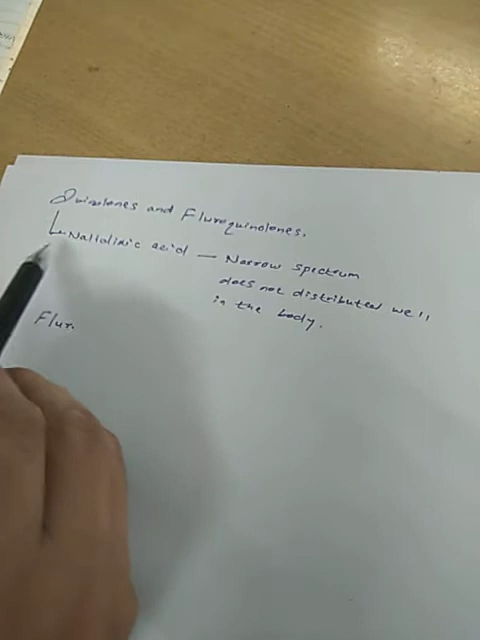 Quinolones and Fluroquinolones.
Nalidixic acid — Narrow spectrum
does not distributed well
in the body.
Flur.